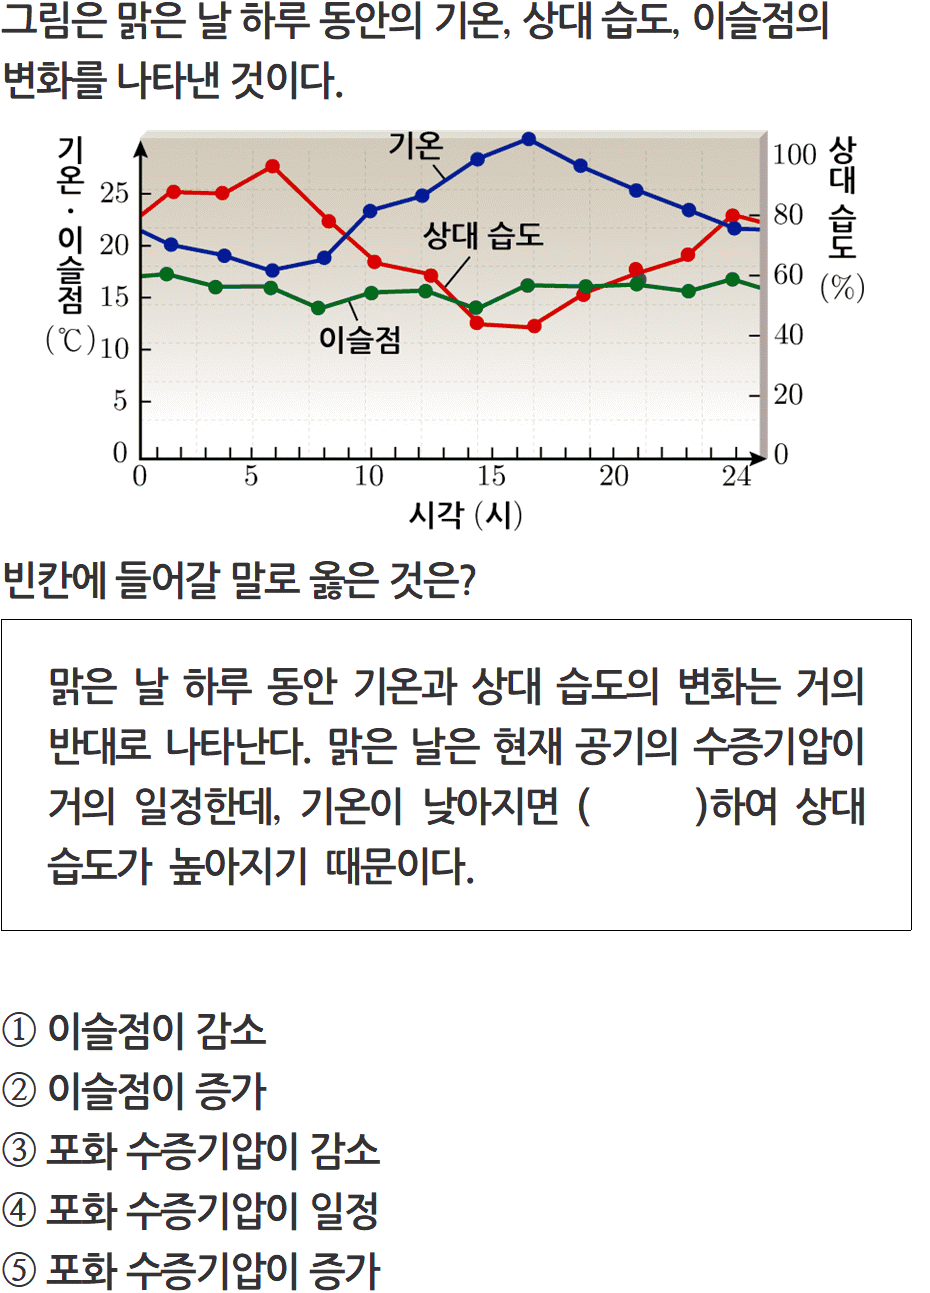 그림은 맑은 날 하루 동안의 기온, 상대 습도, 이슬점의
변화를 나타낸 것이다.
기온·이슬점
(℃)
25
20
15
10
5
0
기온
상대 습도
이슬점
상대 습도
(%)
100
80
60
40
20
0
0 5 10 15 20 24
시각 (시)
빈칸에 들어갈 말로 옳은 것은?
맑은 날 하루 동안 기온과 상대 습도의 변화는 거의
반대로 나타난다. 맑은 날은 현재 공기의 수증기압이
거의 일정한데, 기온이 낮아지면 ( )하여 상대
습도가 높아지기 때문이다.
① 이슬점이 감소
② 이슬점이 증가
③ 포화 수증기압이 감소
④ 포화 수증기압이 일정
⑤ 포화 수증기압이 증가